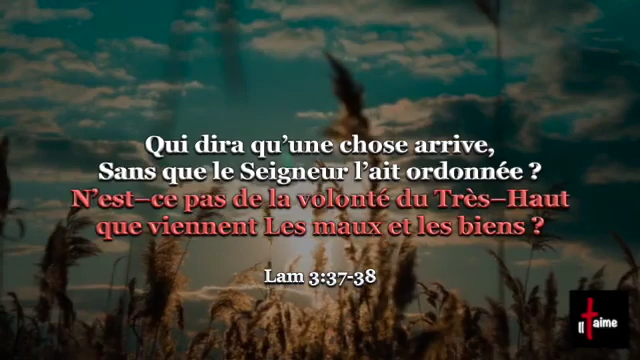 Qui dira qu’une chose arrive,
Sans que le Seigneur l’ait ordonnée ?
N’est–ce pas de la volonté du Très–Haut
que viennent Les maux et les biens ?
Lam 3:37-38
Il t aime